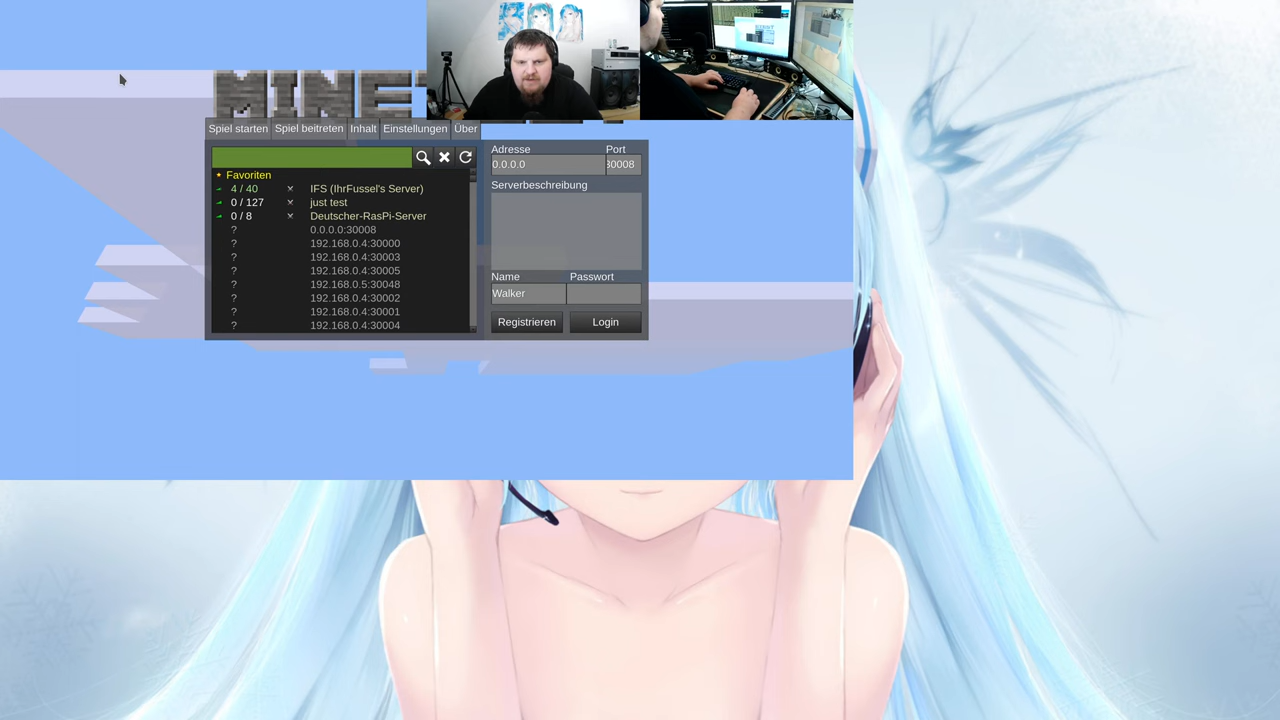 MINE
Spiel starten Spiel beitreten Inhalt Einstellungen Über
Favoriten
4 / 40 IFS (IhrFussel's Server)
0 / 127 just test
0 / 8 Deutscher-RasPi-Server
? 0.0.0.0:30008
? 192.168.0.4:30000
? 192.168.0.4:30003
? 192.168.0.4:30005
? 192.168.0.5:30048
? 192.168.0.4:30002
? 192.168.0.4:30001
? 192.168.0.4:30004
Adresse Port
0.0.0.0 30008
Serverbeschreibung
Name Passwort
Walker
Registrieren Login